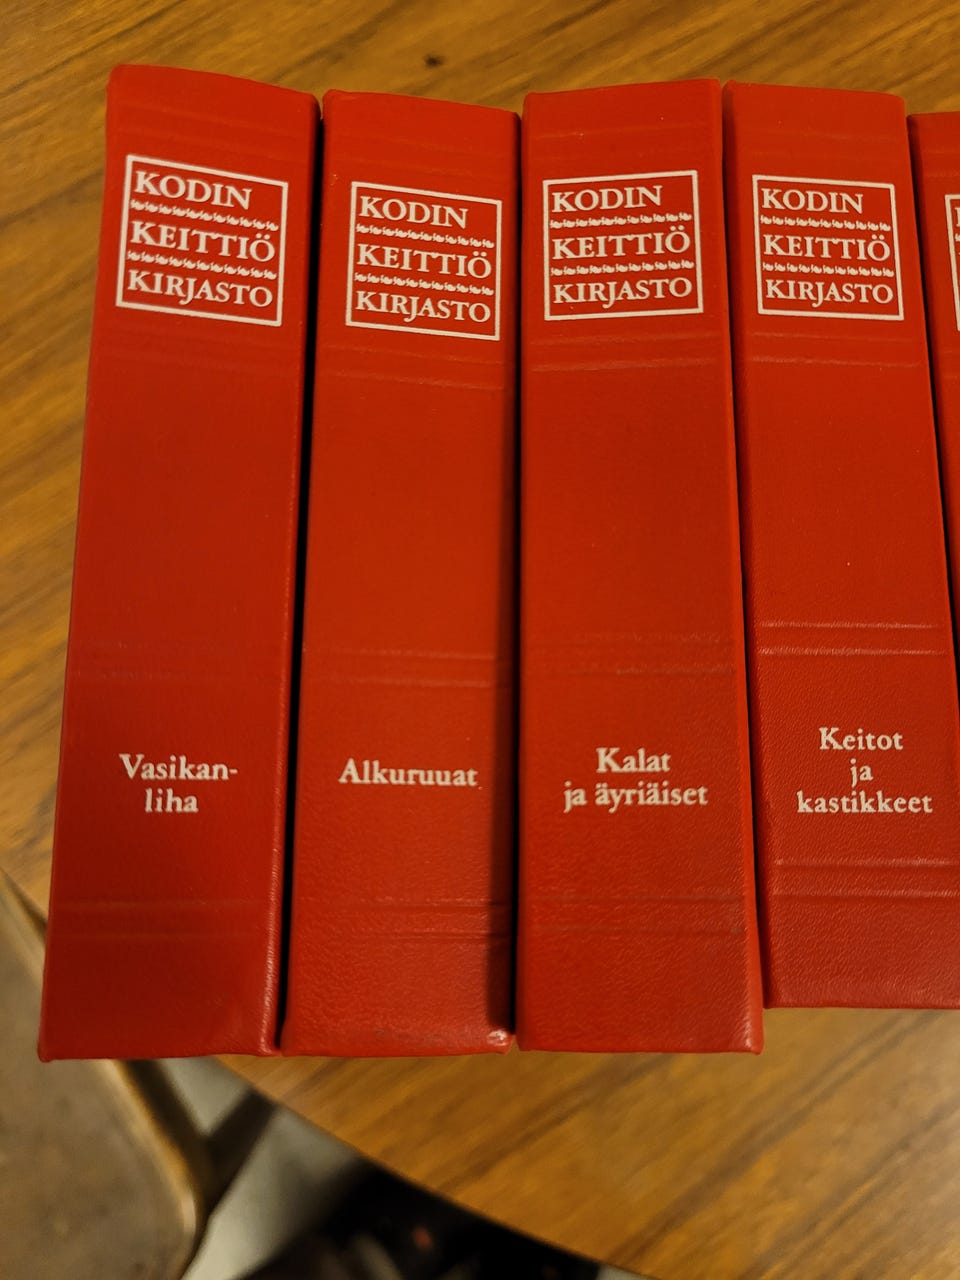 KODIN
KEITTIÖ
KIRJASTO
Vasikan-
liha
KODIN
KEITTIÖ
KIRJASTO
Alkuruuat
KODIN
KEITTIÖ
KIRJASTO
Kalat
ja äyriäiset
KODIN
KEITTIÖ
KIRJASTO
Keitot
ja
kastikkeet